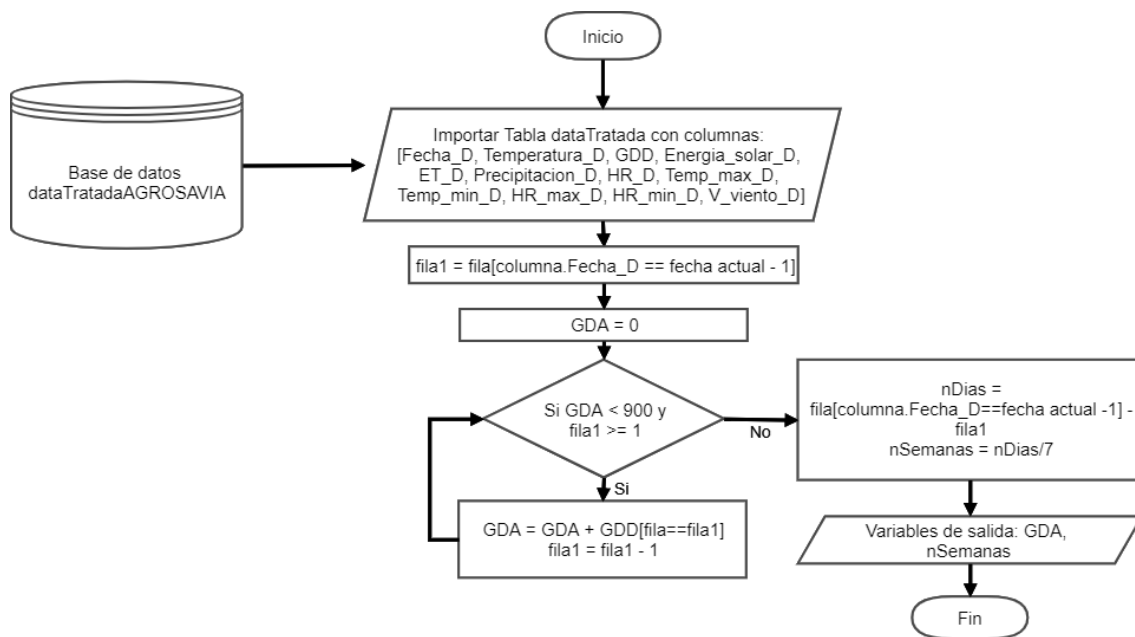 Inicio
Base de datos
dataTratadaAGROSAVIA
Importar Tabla dataTratada con columnas:
[Fecha_D, Temperatura_D, GDD, Energia_solar_D,
ET_D, Precipitacion_D, HR_D, Temp_max_D,
Temp_min_D, HR_max_D, HR_min_D, V_viento_D]
fila1 = fila[columna.Fecha_D == fecha actual - 1]
GDA = 0
Si GDA < 900 y
fila1 >= 1
No
Si
GDA = GDA + GDD[fila==fila1]
fila1 = fila1 - 1
nDias =
fila[columna.Fecha_D==fecha actual -1] -
fila1
nSemanas = nDias/7
Variables de salida: GDA,
nSemanas
Fin